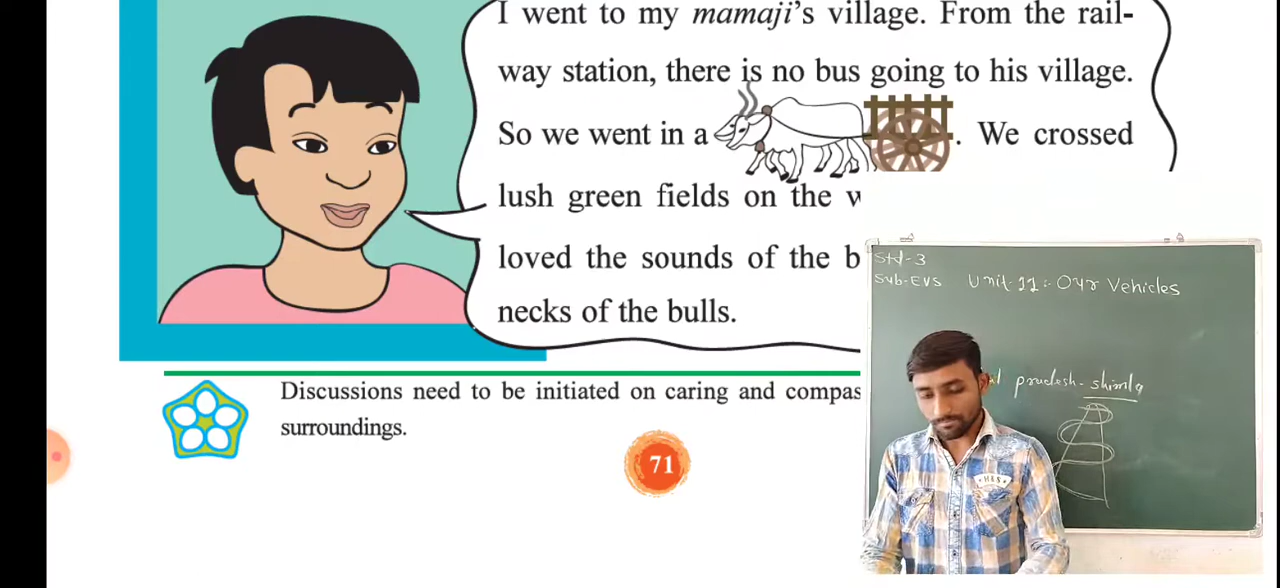 I went to my mamaji's village. From the rail-
way station, there is no bus going to his village.
So we went in a . We crossed
lush green fields on the w
loved the sounds of the b
necks of the bulls.
Discussions need to be initiated on caring and compas
surroundings.
71
Std-3
Sub-EVS Unit 11:- Our Vehicles
pradesh - shimla